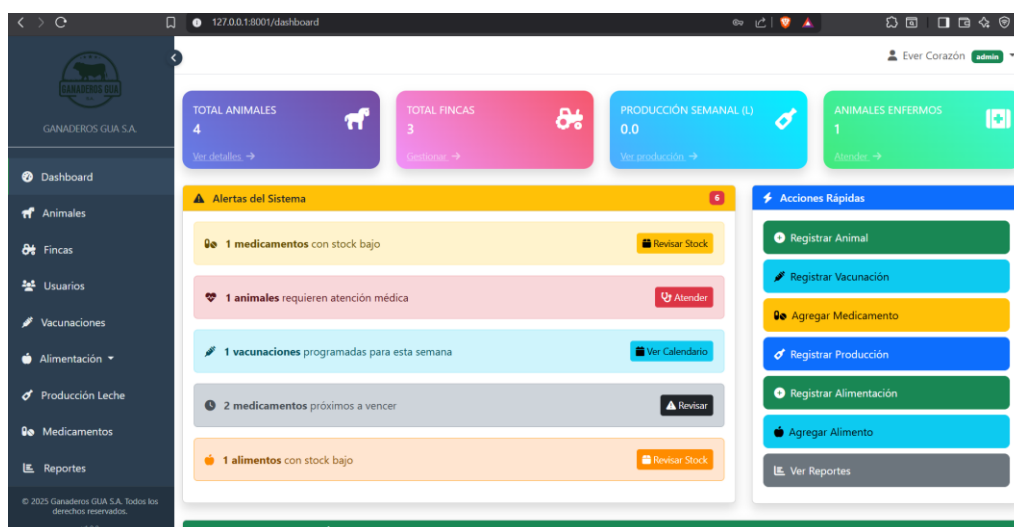 127.0.0.1:8001/dashboard
GANADEROS GUA
GANADEROS GUA S.A.
Dashboard
Animales
Fincas
Usuarios
Vacunaciones
Alimentación
Producción Leche
Medicamentos
Reportes
© 2025 Ganaderos GUA S.A. Todos los
derechos reservados.
Ever Corazón admin
TOTAL ANIMALES
4
Ver detalles →
TOTAL FINCAS
3
Gestionar →
PRODUCCIÓN SEMANAL (L)
0.0
Ver producción →
ANIMALES ENFERMOS
1
Atender →
Alertas del Sistema 6
1 medicamentos con stock bajo Revisar Stock
1 animales requieren atención médica Atender
1 vacunaciones programadas para esta semana Ver Calendario
2 medicamentos próximos a vencer Revisar
1 alimentos con stock bajo Revisar Stock
Acciones Rápidas
Registrar Animal
Registrar Vacunación
Agregar Medicamento
Registrar Producción
Registrar Alimentación
Agregar Alimento
Ver Reportes